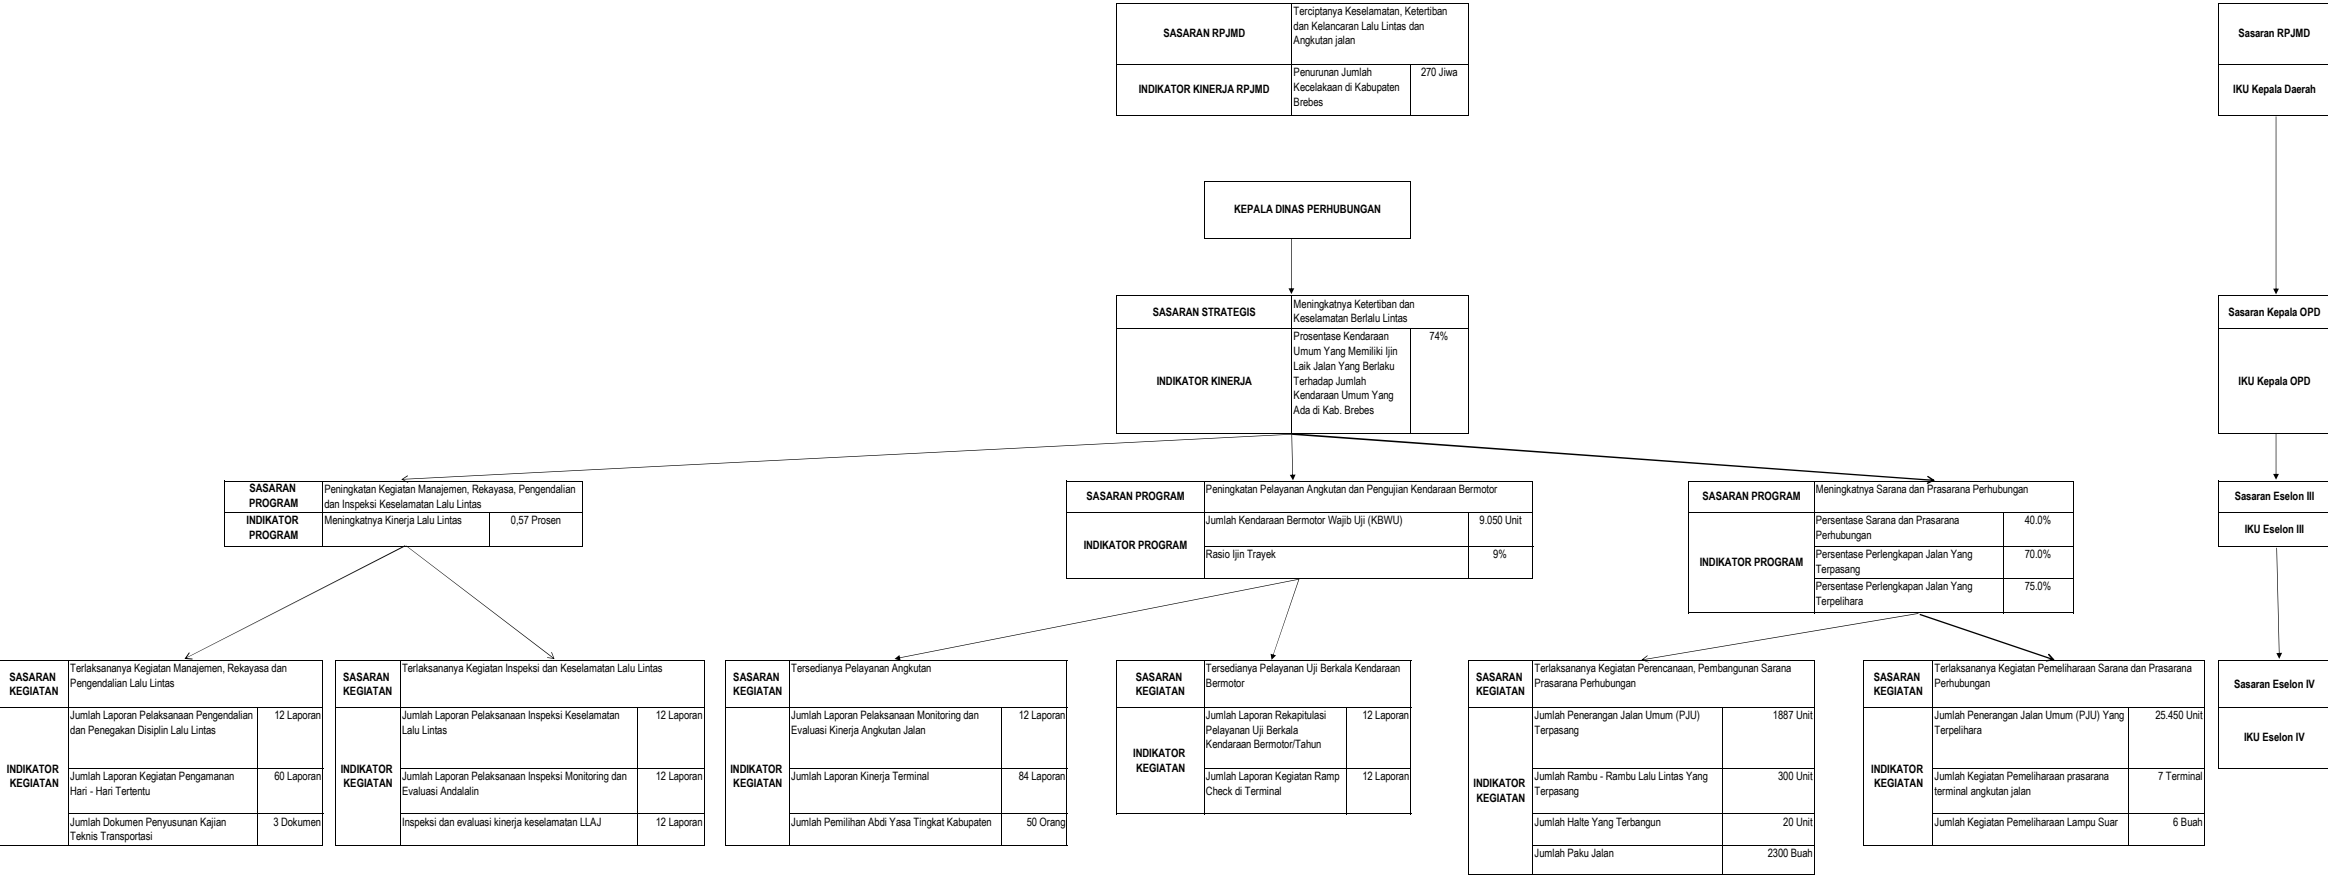 SASARAN RPJMD
Terciptanya Keselamatan, Ketertiban
dan Kelancaran Lalu Lintas dan
Angkutan jalan
INDIKATOR KINERJA RPJMD
Penurunan Jumlah
Kecelakaan di Kabupaten
Brebes
270 Jiwa
Sasaran RPJMD
IKU Kepala Daerah
KEPALA DINAS PERHUBUNGAN
SASARAN STRATEGIS
Meningkatnya Ketertiban dan
Keselamatan Berlalu Lintas
INDIKATOR KINERJA
Prosentase Kendaraan
Umum Yang Memiliki Ijin
Laik Jalan Yang Berlaku
Terhadap Jumlah
Kendaraan Umum Yang
Ada di Kab. Brebes
74%
Sasaran Kepala OPD
IKU Kepala OPD
SASARAN
PROGRAM
Peningkatan Kegiatan Manajemen, Rekayasa, Pengendalian
dan Inspeksi Keselamatan Lalu Lintas
INDIKATOR
PROGRAM
Meningkatnya Kinerja Lalu Lintas
0,57 Prosen
SASARAN PROGRAM
Peningkatan Pelayanan Angkutan dan Pengujian Kendaraan Bermotor
INDIKATOR PROGRAM
Jumlah Kendaraan Bermotor Wajib Uji (KBWU)
9.050 Unit
Rasio Ijin Trayek
9%
SASARAN PROGRAM
Meningkatnya Sarana dan Prasarana Perhubungan
INDIKATOR PROGRAM
Persentase Sarana dan Prasarana
Perhubungan
40.0%
Persentase Perlengkapan Jalan Yang
Terpasang
70.0%
Persentase Perlengkapan Jalan Yang
Terpelihara
75.0%
Sasaran Eselon III
IKU Eselon III
SASARAN
KEGIATAN
Terlaksananya Kegiatan Manajemen, Rekayasa dan
Pengendalian Lalu Lintas
INDIKATOR
KEGIATAN
Jumlah Laporan Pelaksanaan Pengendalian
dan Penegakan Disiplin Lalu Lintas
12 Laporan
Jumlah Laporan Kegiatan Pengamanan
Hari - Hari Tertentu
60 Laporan
Jumlah Dokumen Penyusunan Kajian
Teknis Transportasi
3 Dokumen
SASARAN
KEGIATAN
Terlaksananya Kegiatan Inspeksi dan Keselamatan Lalu Lintas
INDIKATOR
KEGIATAN
Jumlah Laporan Pelaksanaan Inspeksi Keselamatan
Lalu Lintas
12 Laporan
Jumlah Laporan Pelaksanaan Inspeksi Monitoring dan
Evaluasi Andalalin
12 Laporan
Inspeksi dan evaluasi kinerja keselamatan LLAJ
12 Laporan
SASARAN
KEGIATAN
Tersedianya Pelayanan Angkutan
INDIKATOR
KEGIATAN
Jumlah Laporan Pelaksanaan Monitoring dan
Evaluasi Kinerja Angkutan Jalan
12 Laporan
Jumlah Laporan Kinerja Terminal
84 Laporan
Jumlah Pemilihan Abdi Yasa Tingkat Kabupaten
50 Orang
SASARAN
KEGIATAN
Tersedianya Pelayanan Uji Berkala Kendaraan
Bermotor
INDIKATOR
KEGIATAN
Jumlah Laporan Rekapitulasi
Pelayanan Uji Berkala
Kendaraan Bermotor/Tahun
12 Laporan
Jumlah Laporan Kegiatan Ramp
Check di Terminal
12 Laporan
SASARAN
KEGIATAN
Terlaksananya Kegiatan Perencanaan, Pembangunan Sarana
Prasarana Perhubungan
INDIKATOR
KEGIATAN
Jumlah Penerangan Jalan Umum (PJU)
Terpasang
1887 Unit
Jumlah Rambu - Rambu Lalu Lintas Yang
Terpasang
300 Unit
Jumlah Halte Yang Terbangun
20 Unit
Jumlah Paku Jalan
2300 Buah
SASARAN
KEGIATAN
Terlaksananya Kegiatan Pemeliharaan Sarana dan Prasarana
Perhubungan
INDIKATOR
KEGIATAN
Jumlah Penerangan Jalan Umum (PJU) Yang
Terpelihara
25.450 Unit
Jumlah Kegiatan Pemeliharaan prasarana
terminal angkutan jalan
7 Terminal
Jumlah Kegiatan Pemeliharaan Lampu Suar
6 Buah
Sasaran Eselon IV
IKU Eselon IV